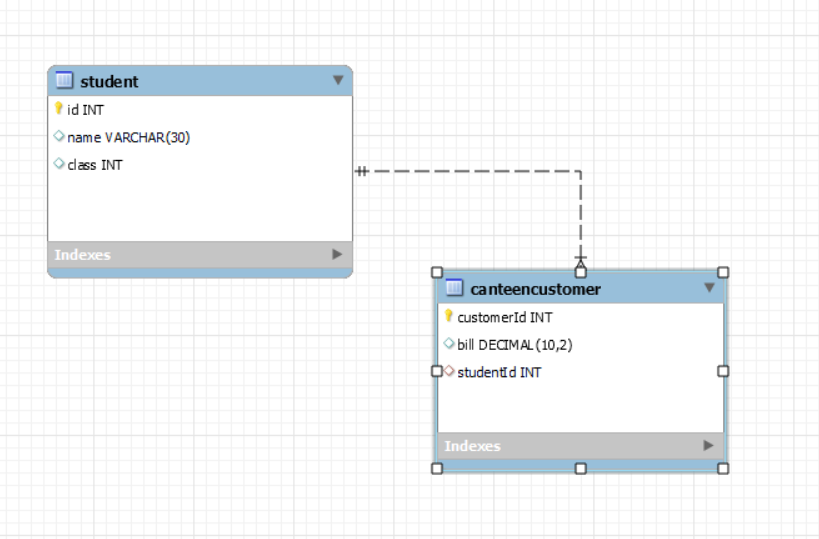 student
id INT
name VARCHAR(30)
class INT
Indexes
canteencustomer
customerId INT
bill DECIMAL(10,2)
studentId INT
Indexes